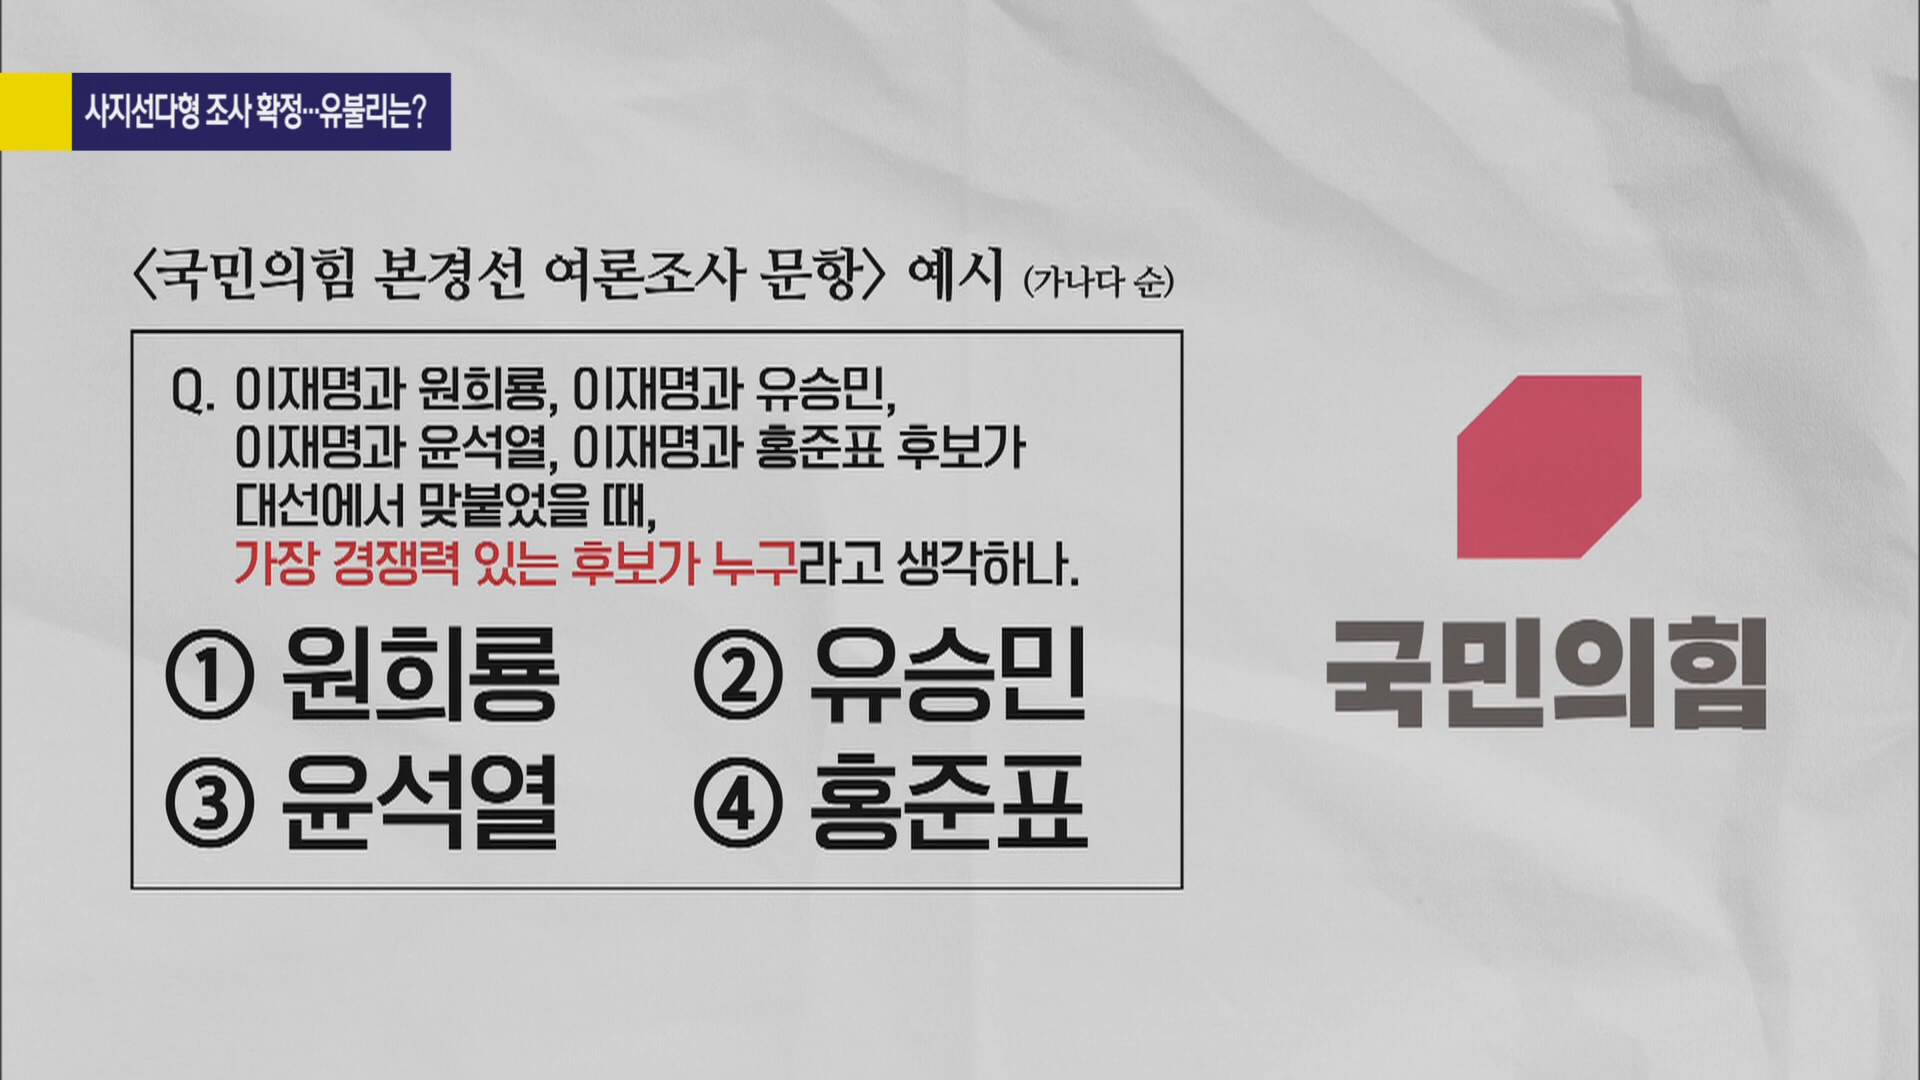 사지선다형 조사 확정…유불리는?
<국민의힘 본경선 여론조사 문항> 예시 (가나다 순)
Q. 이재명과 원희룡, 이재명과 유승민,
이재명과 윤석열, 이재명과 홍준표 후보가
대선에서 맞붙었을 때,
가장 경쟁력 있는 후보가 누구라고 생각하나.
① 원희룡 ② 유승민
③ 윤석열 ④ 홍준표
국민의힘